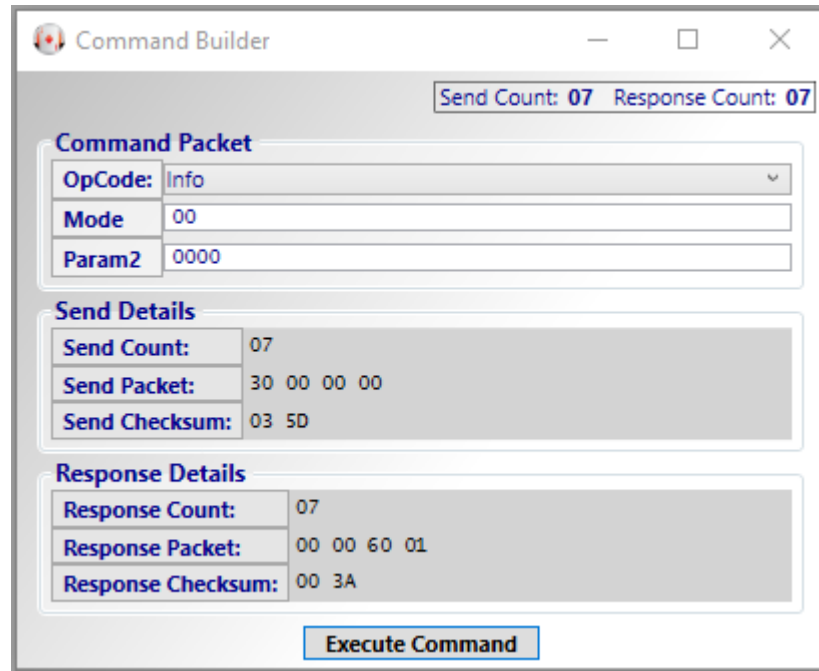 Command Builder
Send Count: 07 Response Count: 07
Command Packet
OpCode: Info
Mode 00
Param2 0000
Send Details
Send Count: 07
Send Packet: 30 00 00 00
Send Checksum: 03 5D
Response Details
Response Count: 07
Response Packet: 00 00 60 01
Response Checksum: 00 3A
Execute Command